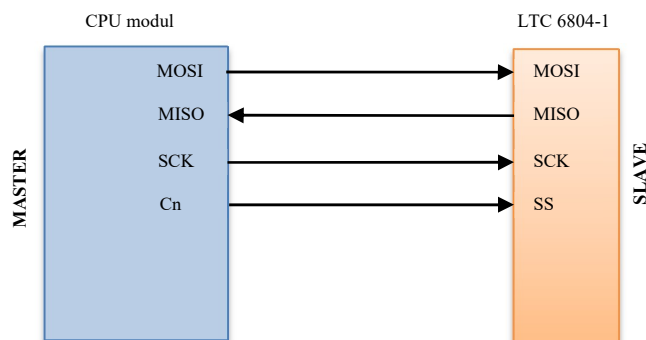 CPU modul
LTC 6804-1
MOSI
MOSI
MISO
MISO
SCK
SCK
Cn
SS
MASTER
SLAVE